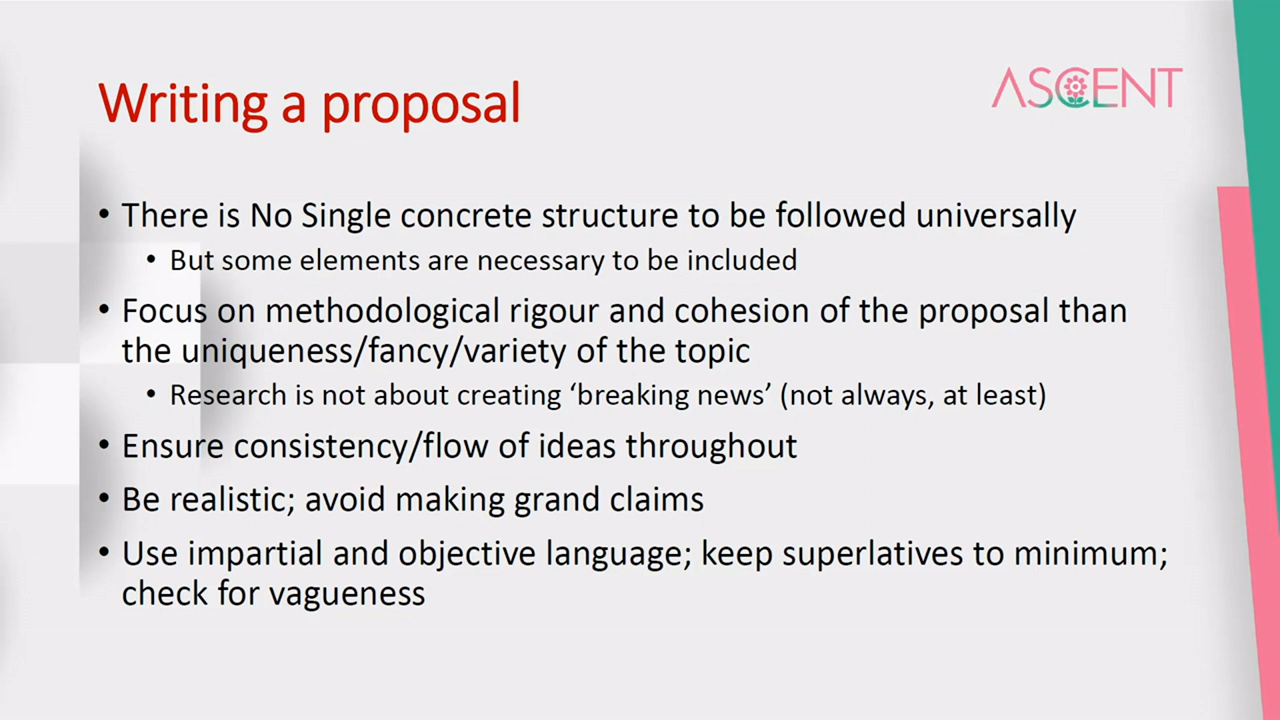 Writing a proposal
ASCENT
• There is No Single concrete structure to be followed universally
• But some elements are necessary to be included
• Focus on methodological rigour and cohesion of the proposal than
the uniqueness/fancy/variety of the topic
• Research is not about creating ‘breaking news’ (not always, at least)
• Ensure consistency/flow of ideas throughout
• Be realistic; avoid making grand claims
• Use impartial and objective language; keep superlatives to minimum;
check for vagueness